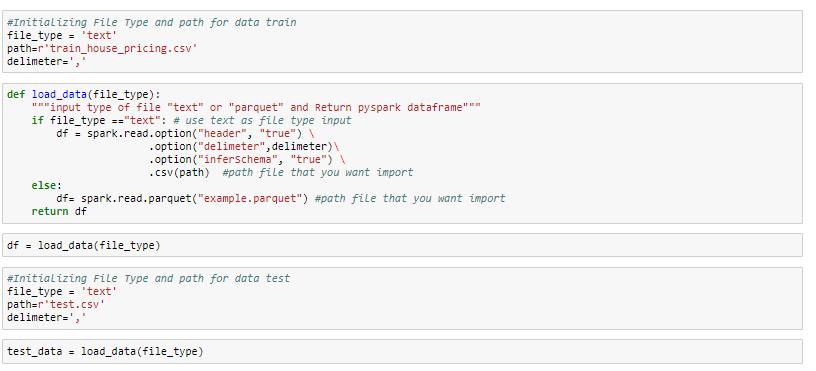 #Initializing File Type and path for data train
file_type = 'text'
path=r'train_house_pricing.csv'
delimeter=','
def load_data(file_type):
    """input type of file "text" or "parquet" and Return pyspark dataframe"""
    if file_type =="text": # use text as file type input
        df = spark.read.option("header", "true") \
                       .option("delimeter",delimeter)\
                       .option("inferSchema", "true") \
                       .csv(path)  #path file that you want import
    else:
        df= spark.read.parquet("example.parquet") #path file that you want import
    return df
df = load_data(file_type)
#Initializing File Type and path for data test
file_type = 'text'
path=r'test.csv'
delimeter=','
test_data = load_data(file_type)